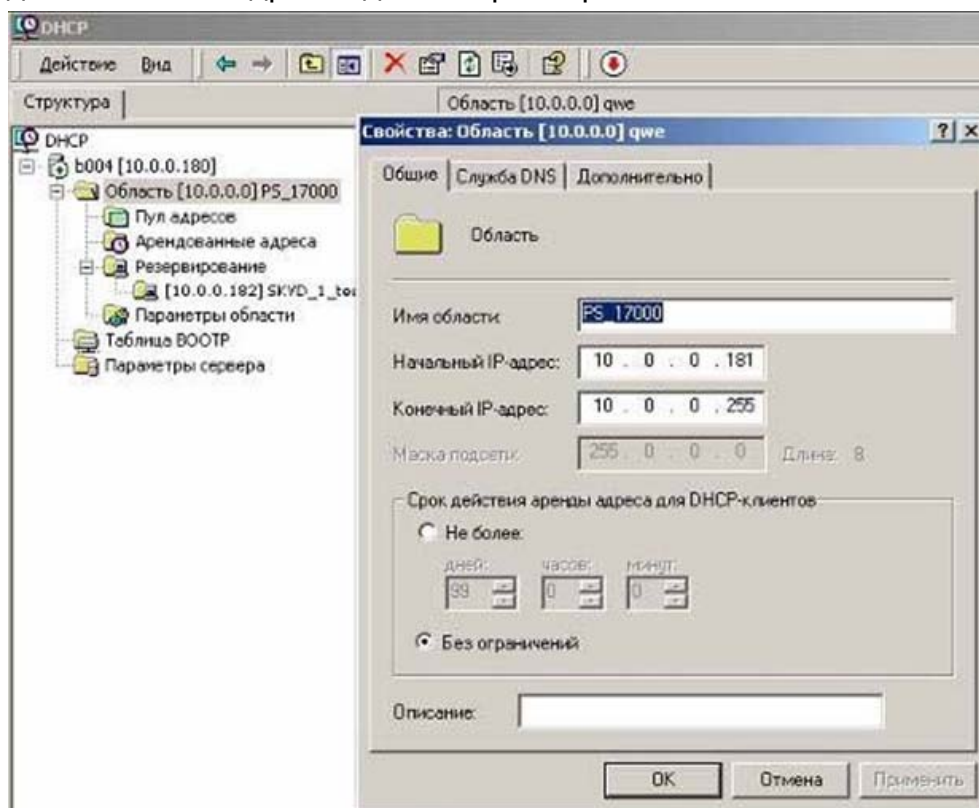 DHCP
Действие Вид
Структура
Область [10.0.0.0] qwe
DHCP
b004 [10.0.0.180]
Область [10.0.0.0] PS_17000
Пул адресов
Арендованные адреса
Резервирование
[10.0.0.182] SKVD_1_
Параметры области
Таблица BOOTP
Параметры сервера
Свойства: Область [10.0.0.0] qwe
Общие Служба DNS Дополнительно
Область
Имя области: PS_17000
Начальный IP-адрес: 10 . 0 . 0 . 181
Конечный IP-адрес: 10 . 0 . 0 . 255
Маска подсети: 255 . 0 . 0 . 0 Длина: 8
Срок действия аренды адреса для DHCP-клиентов
Не более:
дней: часов: минут:
99 0 0
Без ограничений
Описание:
OK Отмена Применить